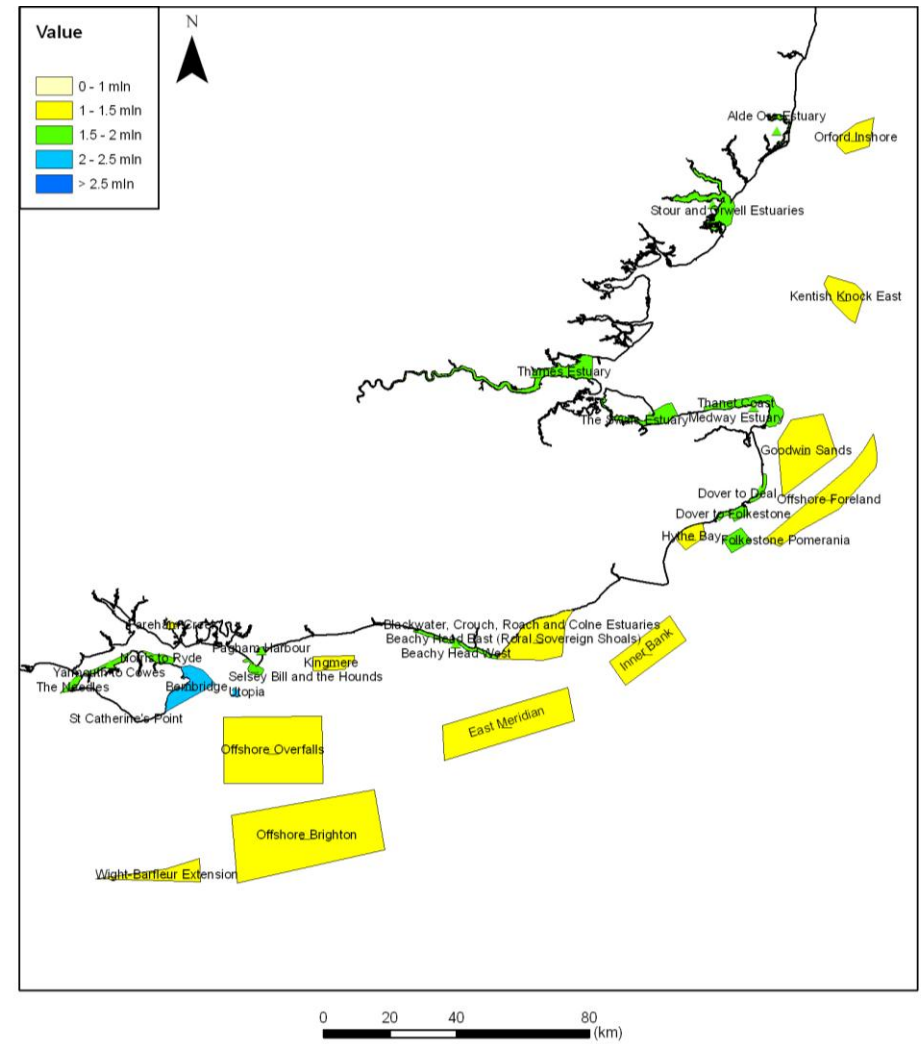 Value
N
0 - 1 mln
1 - 1.5 mln
1.5 - 2 mln
2 - 2.5 mln
> 2.5 mln
Alde Ore Estuary
Orford Inshore
Stour and Orwell Estuaries
Kentish Knock East
Thames Estuary
Thanet Coast
The Swale Estuary
Medway Estuary
Goodwin Sands
Dover to Deal
Offshore Foreland
Dover to Folkestone
Hythe Bay
Folkestone Pomerania
Fareham Creek
Blackwater, Crouch, Roach and Colne Estuaries
Beachy Head East (Roral Sovereign Shoals)
Inner Bank
Pagham Harbour
Beachy Head West
Norris to Ryde
Kingmere
Yarmouth to Cowes
Selsey Bill and the Hounds
The Needles
Bembridge
Utopia
St Catherine's Point
East Meridian
Offshore Overfalls
Offshore Brighton
Wight-Barfleur Extension
0 20 40 80
(km)